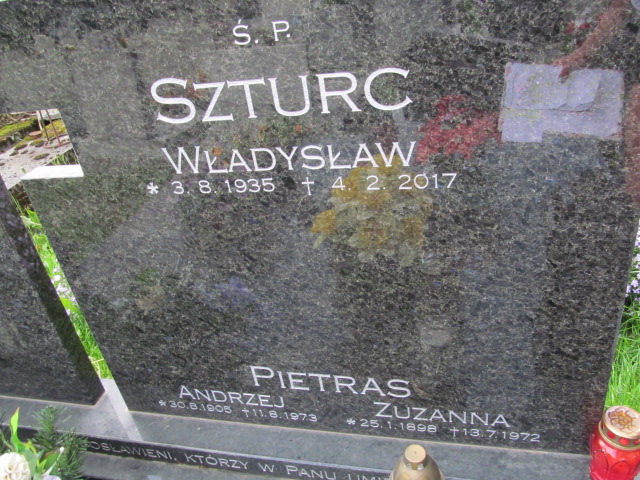 Ś. P.
SZTURC
WŁADYSŁAW
* 3. 8. 1935 † 4. 2. 2017
PIETRAS
ANDRZEJ ZUZANNA
*30.8.1905 †11.8.1973 *25.1.1898 †13.7.1972
KTÓRZY W PANU